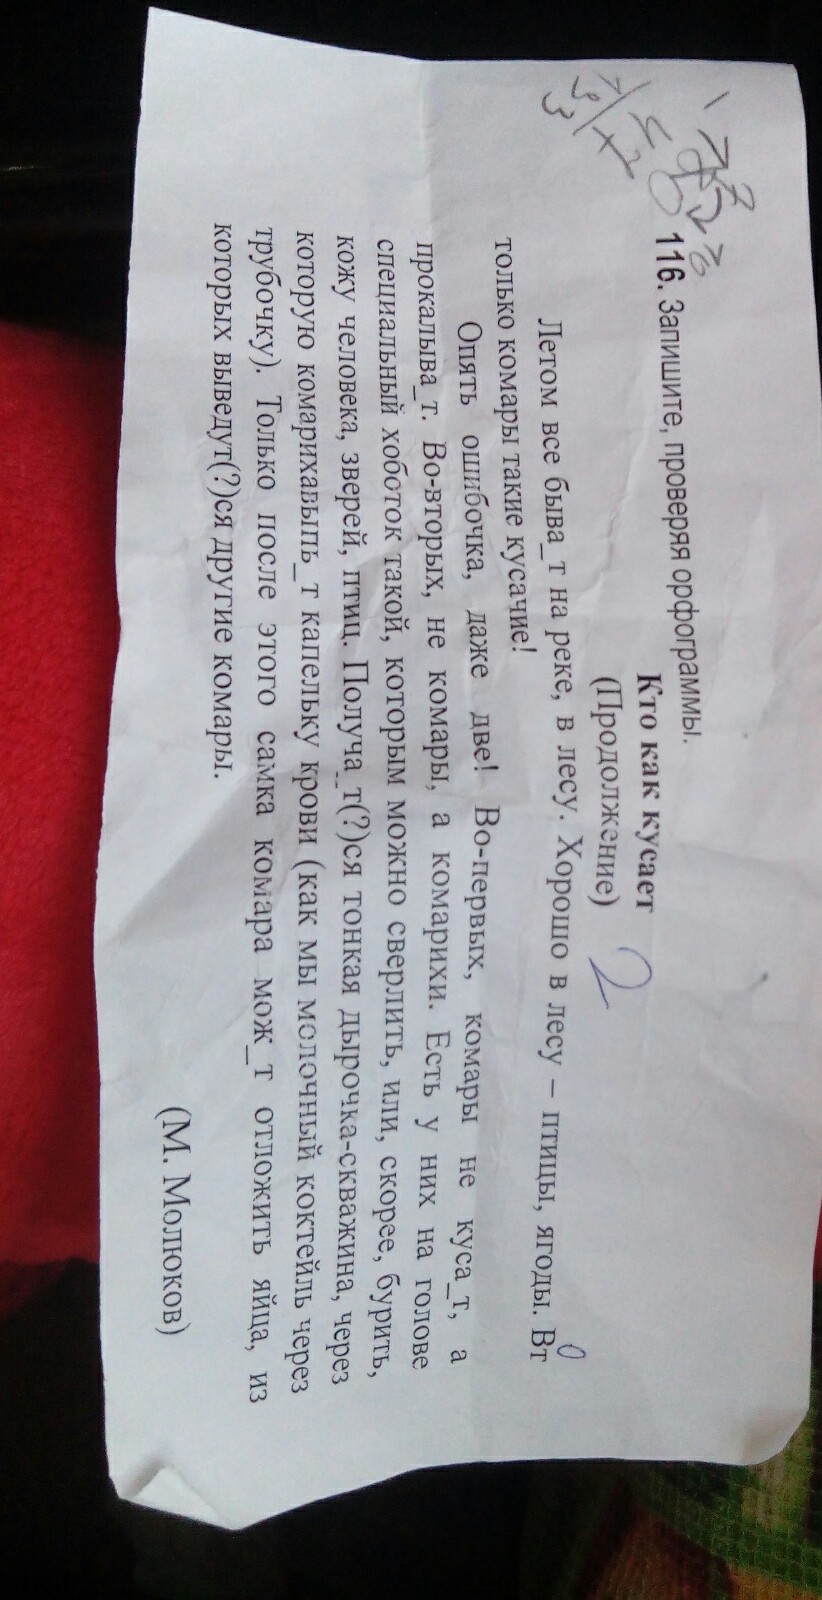 116. Запишите, проверяя орфограммы.
Кто как кусает
(Продолжение)
2
Летом все быва_т на реке, в лесу. Хорошо в лесу – птицы, ягоды. Вот
только комары такие кусачие!
Опять ошибочка, даже две! Во-первых, комары не куса_т, а
прокалыва_т. Во-вторых, не комары, а комарихи. Есть у них на голове
специальный хоботок такой, которым можно сверлить, или, скорее, бурить,
кожу человека, зверей, птиц. Получа_т(?)ся тонкая дырочка-скважина, через
которую комарихавыпь_т капельку крови (как мы молочный коктейль через
трубочку). Только после этого самка комара мож_т отложить яйца, из
которых выведут(?)ся другие комары.
(М. Молюков)